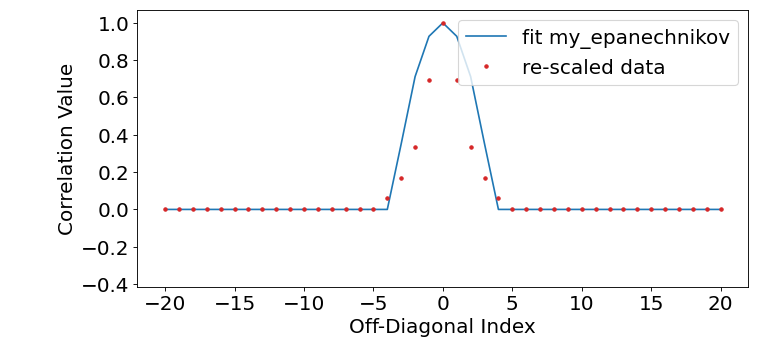 1.0
0.8
0.6
0.4
0.2
0.0
−0.2
−0.4
Correlation Value
fit my_epanechnikov
re-scaled data
−20 −15 −10 −5 0 5 10 15 20
Off-Diagonal Index